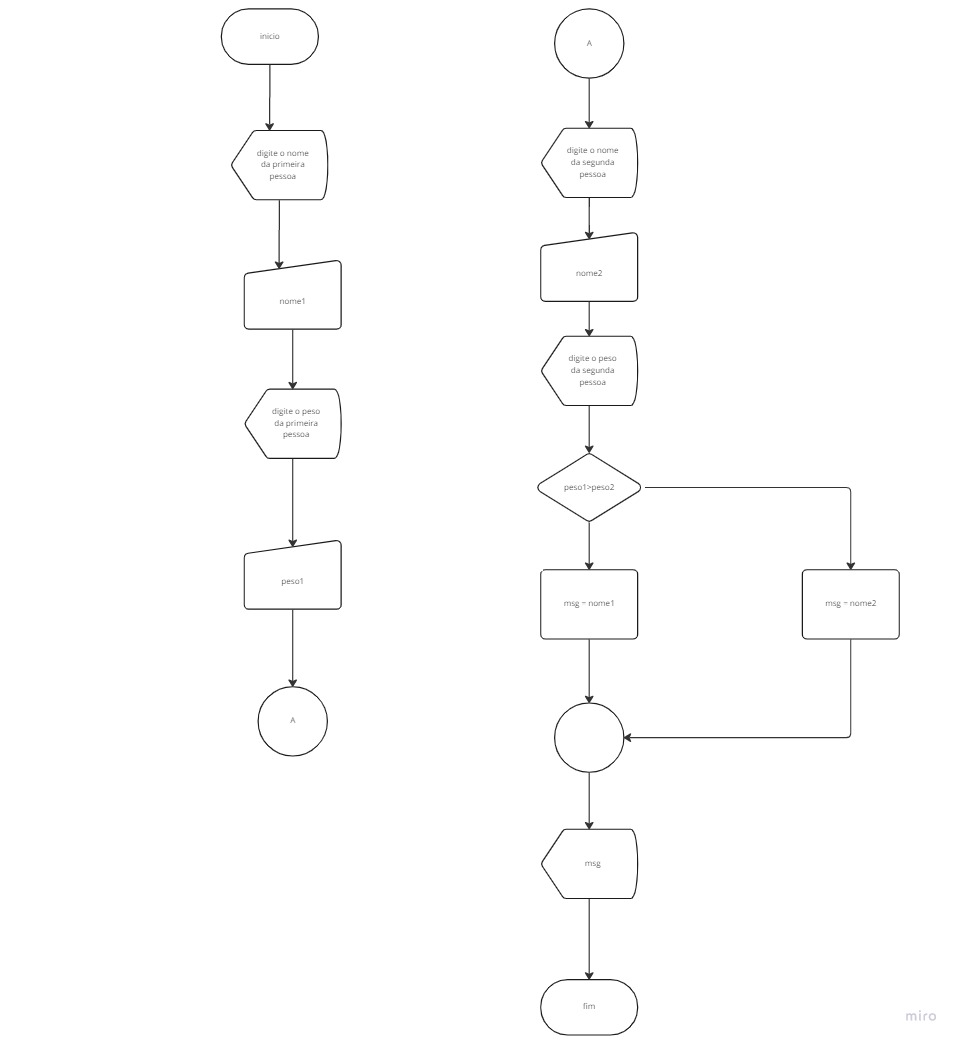 inicio
digite o nome
da primeira
pessoa
nome1
digite o peso
da primeira
pessoa
peso1
A
A
digite o nome
da segunda
pessoa
nome2
digite o peso
da segunda
pessoa
peso1>peso2
msg = nome1
msg = nome2
msg
fim
miro